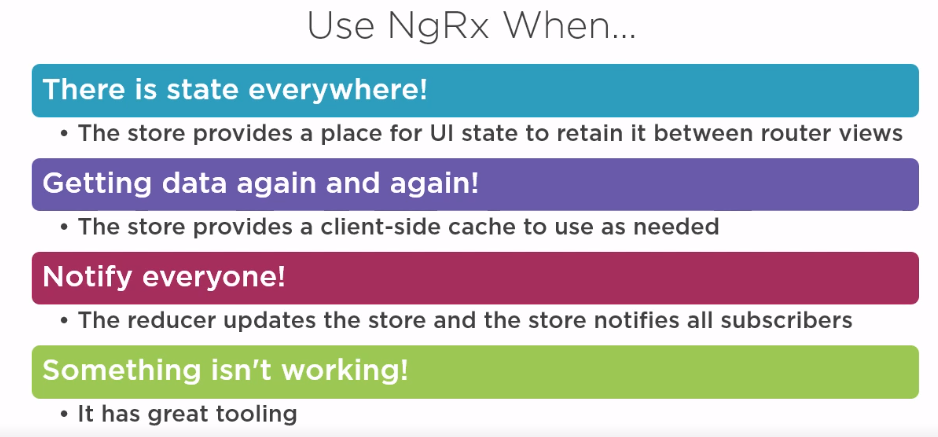 Use NgRx When...
There is state everywhere!
• The store provides a place for UI state to retain it between router views
Getting data again and again!
• The store provides a client-side cache to use as needed
Notify everyone!
• The reducer updates the store and the store notifies all subscribers
Something isn't working!
• It has great tooling